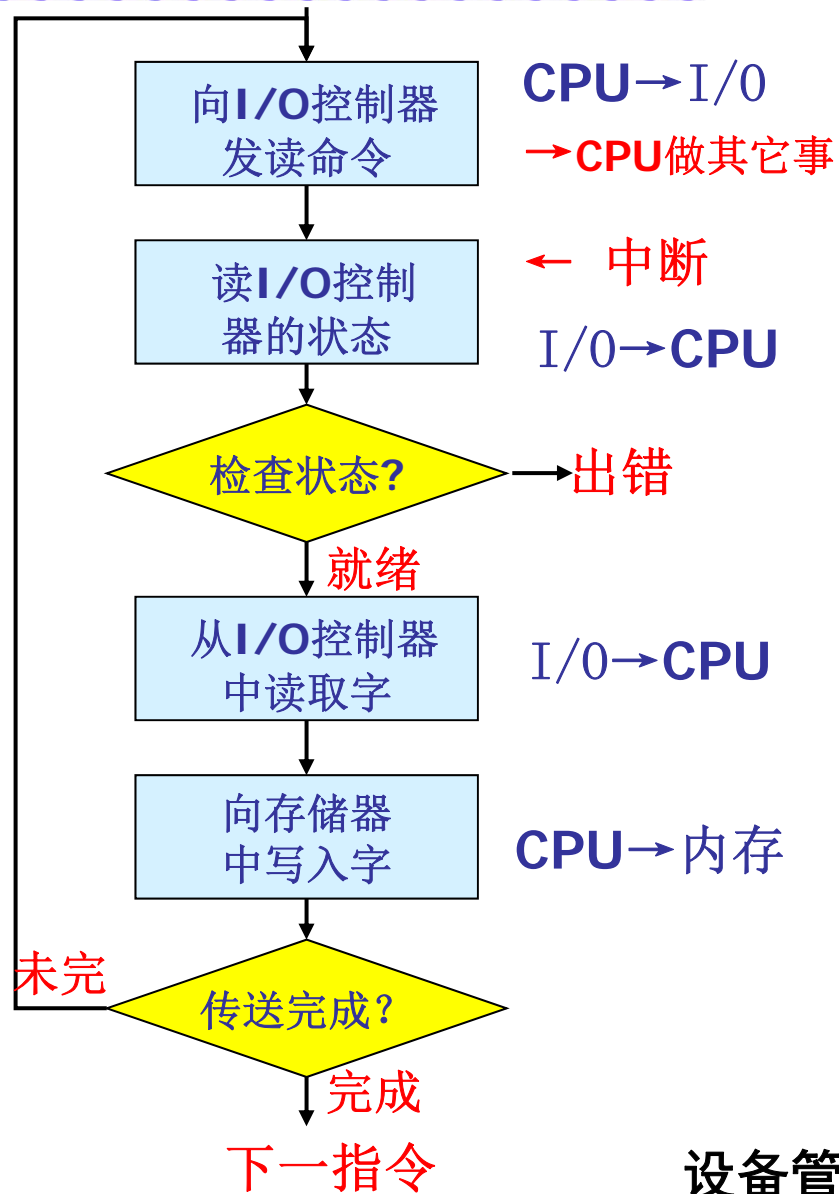 向I/O控制器
发读命令
CPU→I/O
→CPU做其它事
读I/O控制
器的状态
← 中断
I/O→CPU
检查状态?
出错
就绪
从I/O控制器
中读取字
I/O→CPU
向存储器
中写入字
CPU→内存
未完
传送完成？
完成
下一指令
设备管